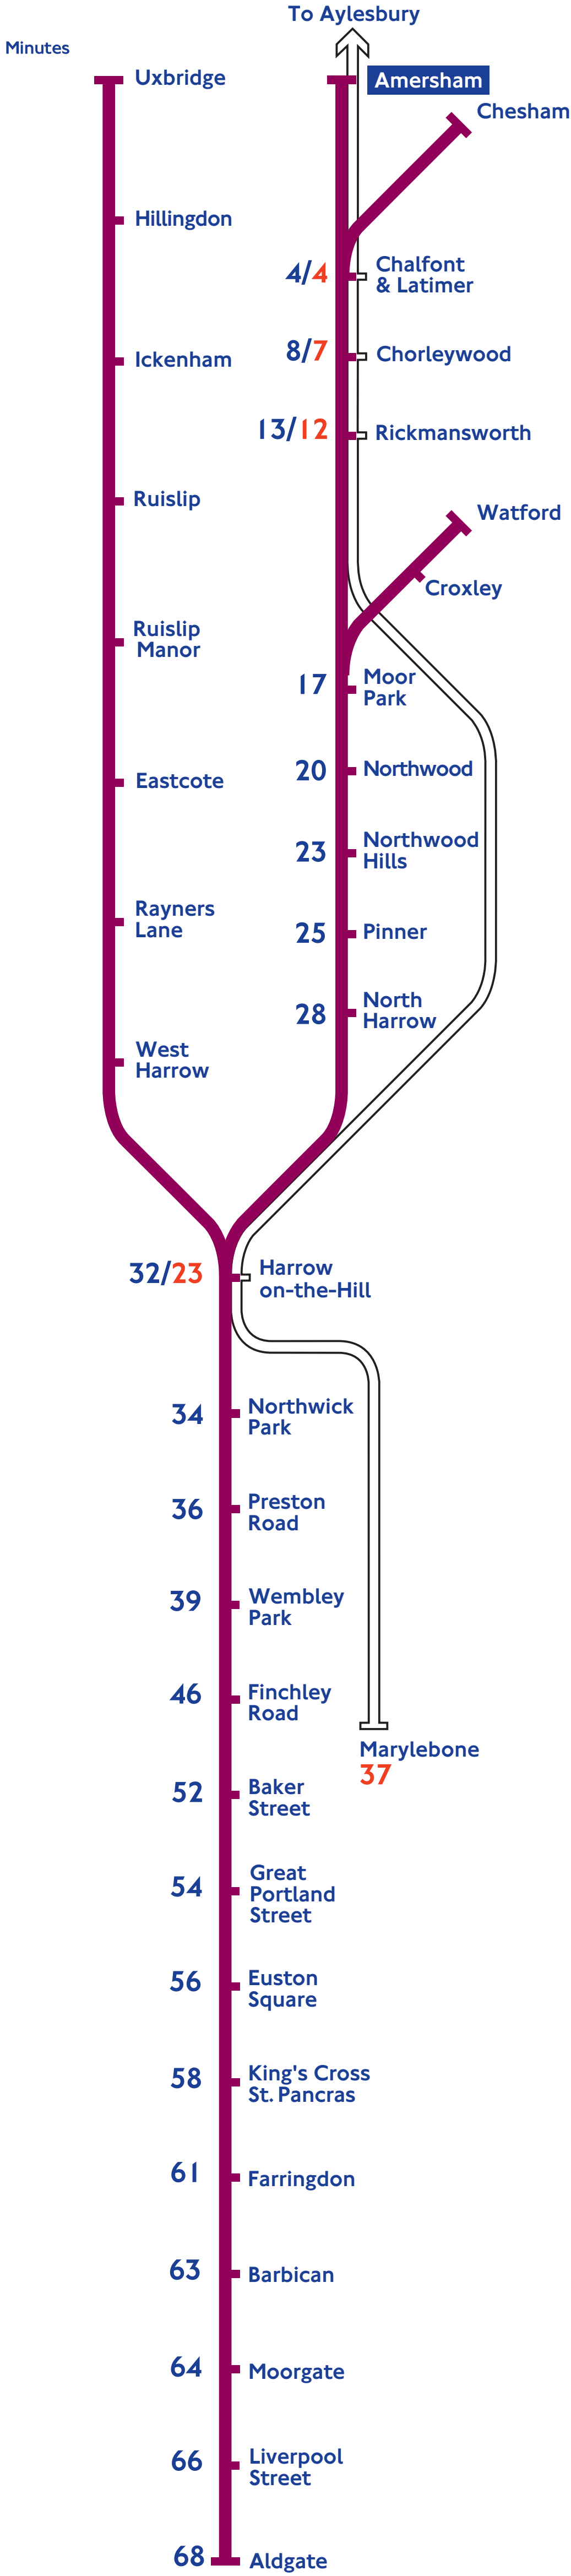 To Aylesbury
Minutes
Uxbridge
Amersham
Chesham
Hillingdon
4/4
Chalfont
& Latimer
8/7
Chorleywood
Ickenham
13/12
Rickmansworth
Ruislip
Watford
Croxley
Ruislip
Manor
17
Moor
Park
20
Northwood
Eastcote
23
Northwood
Hills
Rayners
Lane
25
Pinner
28
North
Harrow
West
Harrow
32/23
Harrow
on-the-Hill
34
Northwick
Park
36
Preston
Road
39
Wembley
Park
46
Finchley
Road
Marylebone
37
52
Baker
Street
54
Great
Portland
Street
56
Euston
Square
58
King's Cross
St. Pancras
61
Farringdon
63
Barbican
64
Moorgate
66
Liverpool
Street
68
Aldgate